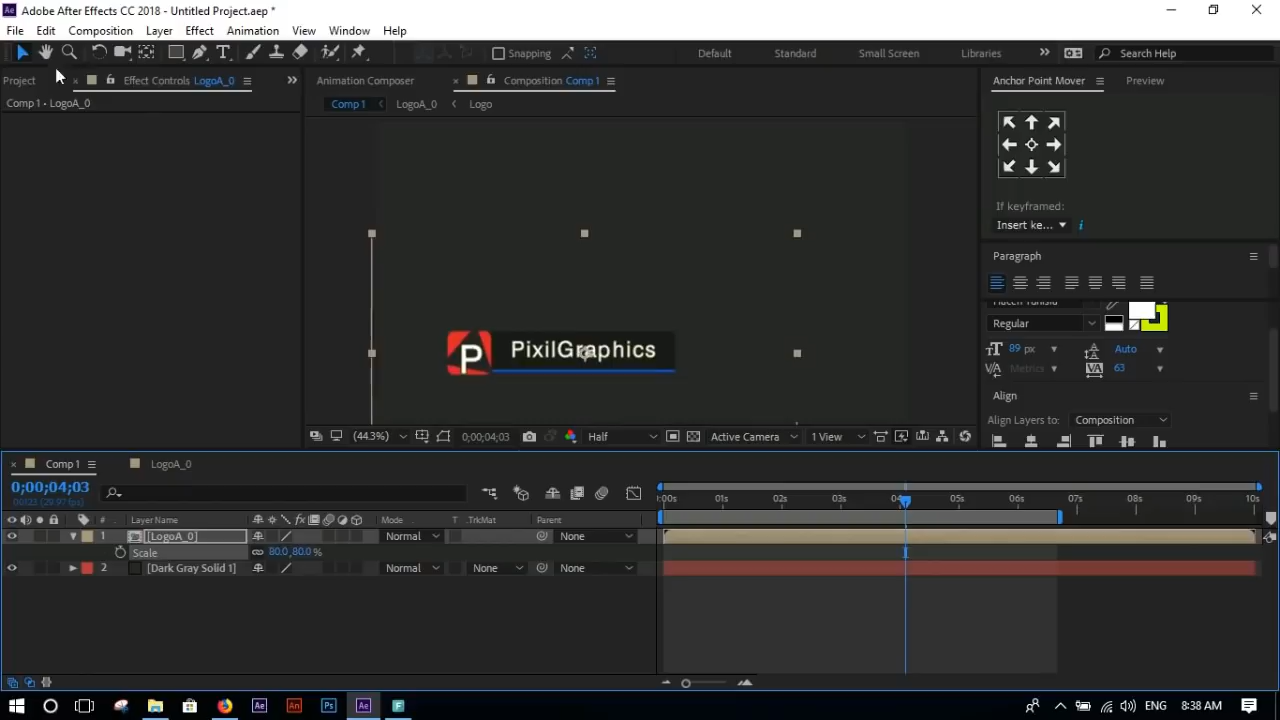 Adobe After Effects CC 2018 - Untitled Project.aep *
File Edit Composition Layer Effect Animation View Window Help
Snapping Default Standard Small Screen Libraries Search Help
Project Effect Controls LogoA_0 Animation Composer Composition Comp 1 Anchor Point Mover Preview
Comp 1 • LogoA_0
Comp 1 LogoA_0 Logo
If keyframed:
Insert ke...
Paragraph
Regular
89 px Auto
Metrics 63
Align
Align Layers to: Composition
P PixilGraphics
(44.3%) 0;00;04;03 Half Active Camera 1 View
Comp 1 LogoA_0
0;00;04;03
00123 (29.97 fps)
:00s 01s 02s 03s 04s 05s 06s 07s 08s 09s 10s
# Layer Name Mode T .TrkMat Parent
1 [LogoA_0] Normal None
Scale 80.0,80.0 %
2 [Dark Gray Solid 1] Normal None None
ENG 8:38 AM